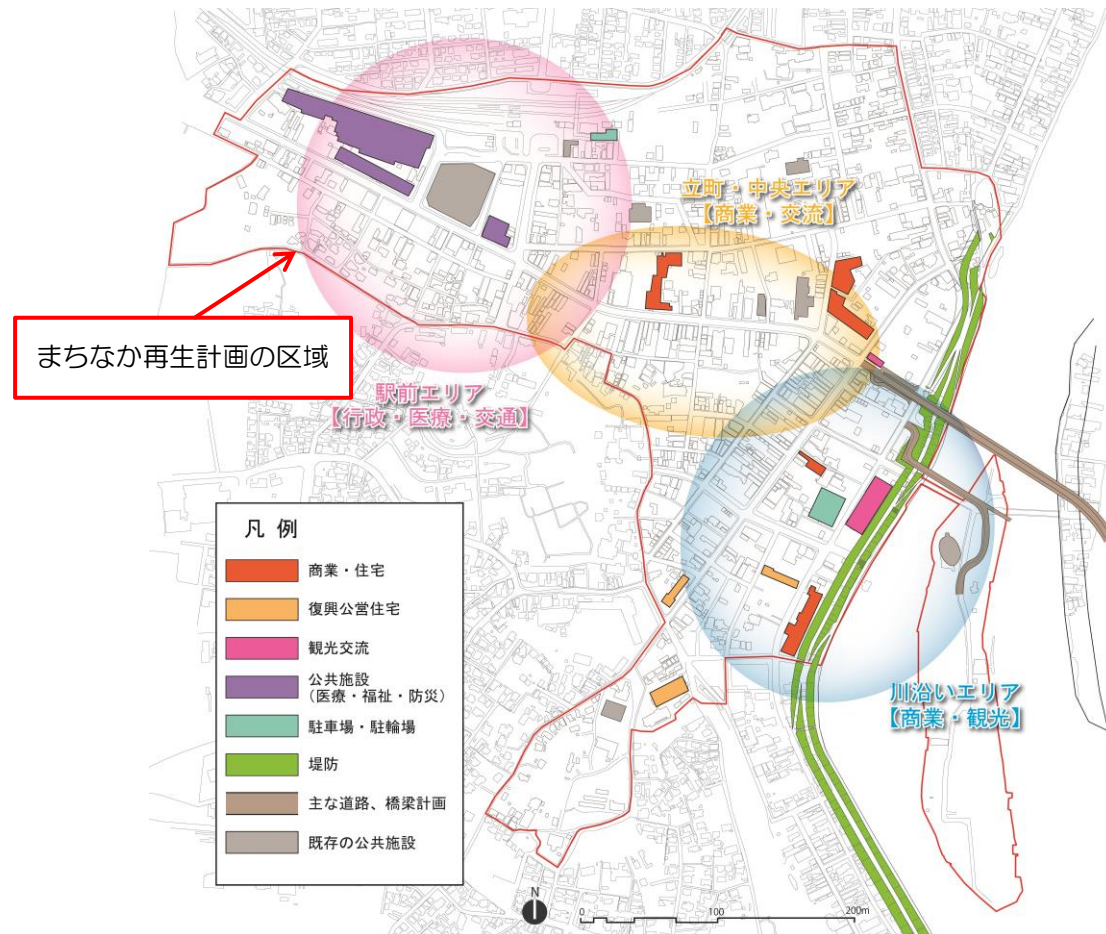 立町・中央エリア
【商業・交流】
まちなか再生計画の区域
駅前エリア
【行政・医療・交通】
川沿いエリア
【商業・観光】
凡 例
商業・住宅
復興公営住宅
観光交流
公共施設
(医療・福祉・防災)
駐車場・駐輪場
堤防
主な道路、橋梁計画
既存の公共施設
N
0 100 200m